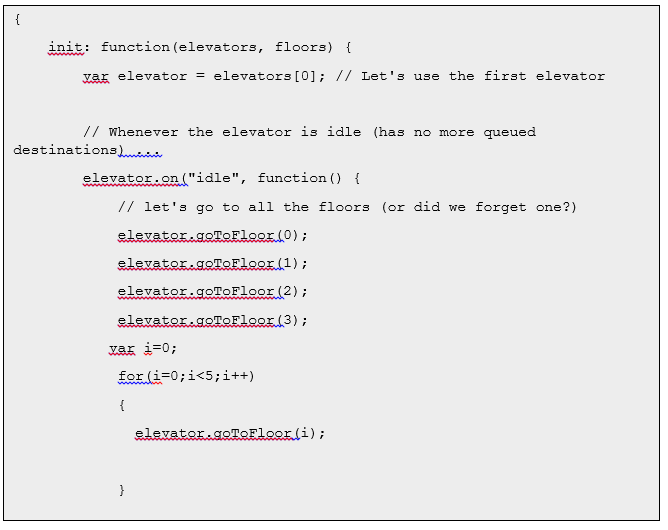 {
init: function(elevators, floors) {
var elevator = elevators[0]; // Let's use the first elevator
// Whenever the elevator is idle (has no more queued
destinations) ...
elevator.on("idle", function() {
// let's go to all the floors (or did we forget one?)
elevator.goToFloor(0);
elevator.goToFloor(1);
elevator.goToFloor(2);
elevator.goToFloor(3);
var i=0;
for(i=0;i<5;i++)
{
elevator.goToFloor(i);
}